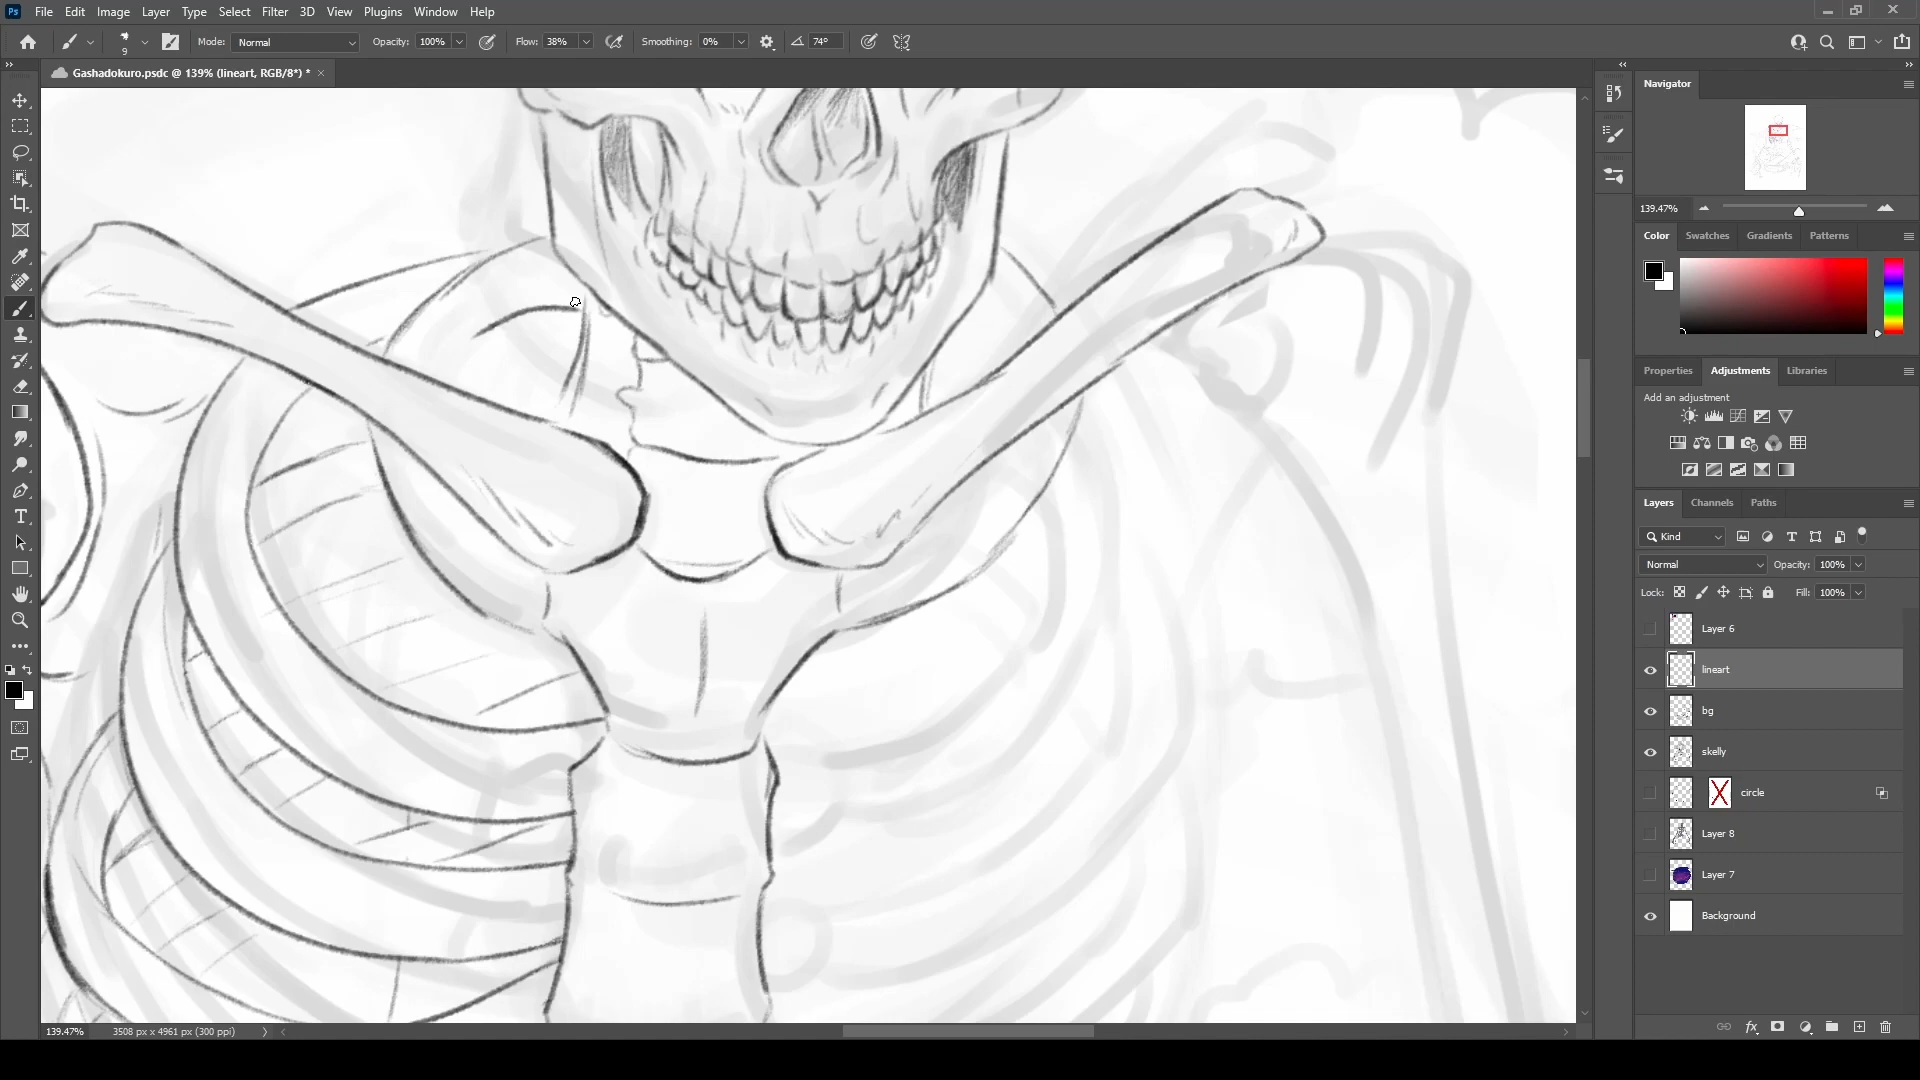 Ps File Edit Image Layer Type Select Filter 3D View Plugins Window Help
9 Mode: Normal Opacity: 100% Flow: 38% Smoothing: 0% 74°
Gashadokuro.psdc @ 139% (lineart, RGB/8*) *
Navigator
139.47%
Color Swatches Gradients Patterns
Properties Adjustments Libraries
Add an adjustment
Layers Channels Paths
Kind
Normal Opacity: 100%
Lock: Fill: 100%
Layer 6
lineart
bg
skelly
circle
Layer 8
Layer 7
Background
fx
139.47% 3508 px x 4961 px (300 ppi)